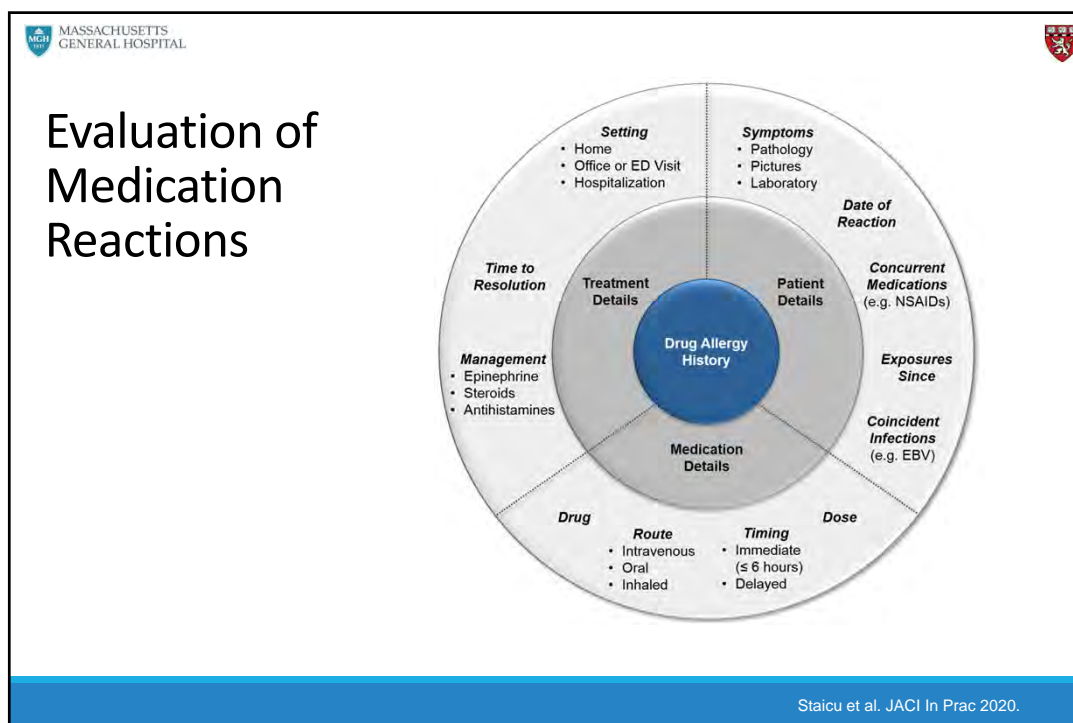 MASSACHUSETTS
GENERAL HOSPITAL
MGH
1811
Evaluation of
Medication
Reactions
Setting
• Home
• Office or ED Visit
• Hospitalization
Symptoms
• Pathology
• Pictures
• Laboratory
Date of
Reaction
Concurrent
Medications
(e.g. NSAIDs)
Exposures
Since
Coincident
Infections
(e.g. EBV)
Time to
Resolution
Management
• Epinephrine
• Steroids
• Antihistamines
Treatment
Details
Patient
Details
Drug Allergy
History
Medication
Details
Drug
Route
• Intravenous
• Oral
• Inhaled
Timing
• Immediate
(≤ 6 hours)
• Delayed
Dose
Staicu et al. JACI In Prac 2020.